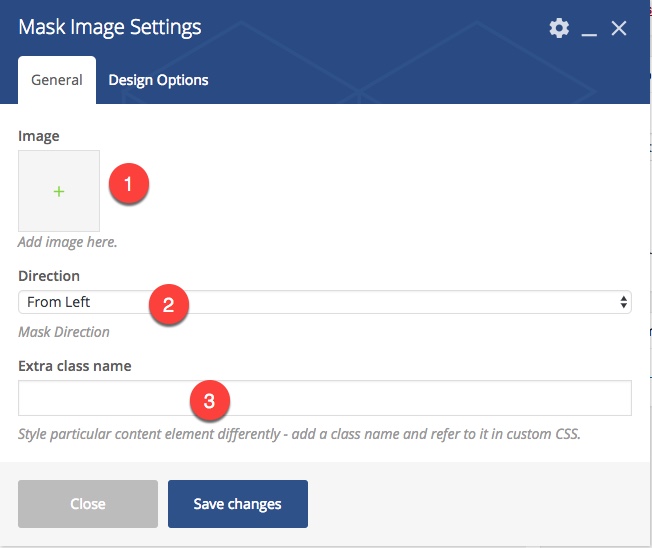 Mask Image Settings
General
Design Options
Image
+
1
Add image here.
Direction
From Left
2
Mask Direction
Extra class name
3
Style particular content element differently - add a class name and refer to it in custom CSS.
Close
Save changes